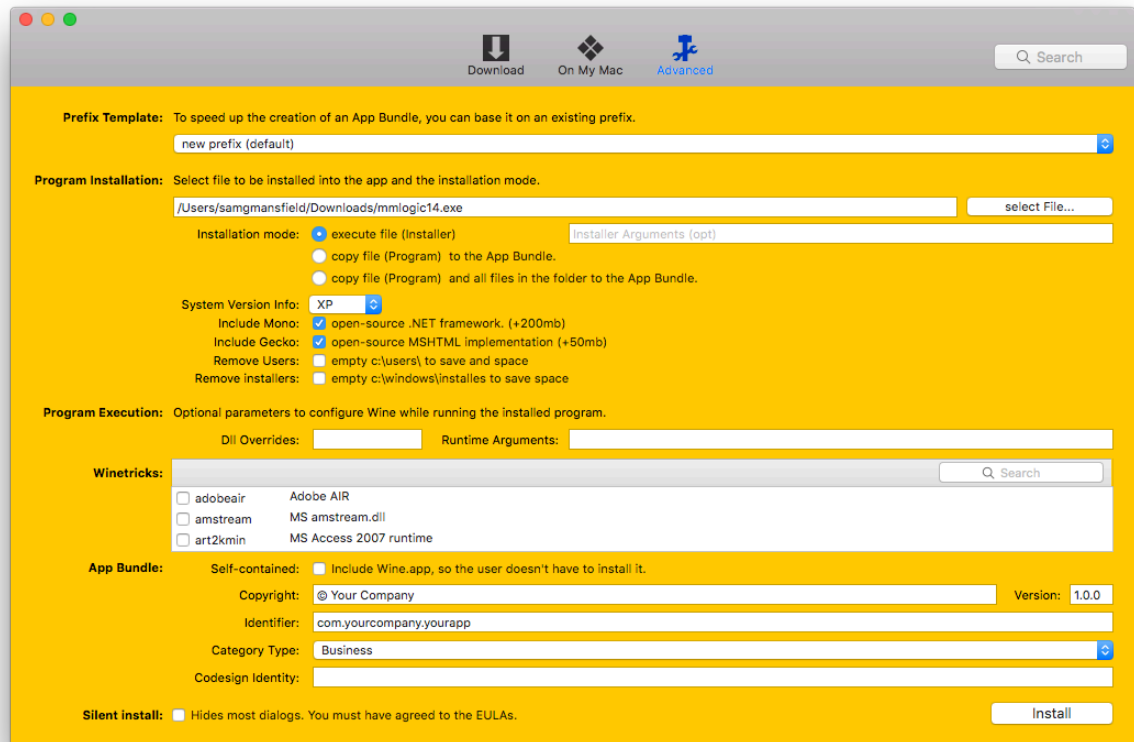 Download On My Mac Advanced
Search
Prefix Template: To speed up the creation of an App Bundle, you can base it on an existing prefix.
new prefix (default)
Program Installation: Select file to be installed into the app and the installation mode.
/Users/samgmansfield/Downloads/mmlogic14.exe select File...
Installation mode: execute file (Installer) Installer Arguments (opt)
copy file (Program) to the App Bundle.
copy file (Program) and all files in the folder to the App Bundle.
System Version Info: XP
Include Mono: open-source .NET framework. (+200mb)
Include Gecko: open-source MSHTML implementation (+50mb)
Remove Users: empty c:\users\ to save and space
Remove installers: empty c:\windows\installes to save space
Program Execution: Optional parameters to configure Wine while running the installed program.
Dll Overrides: Runtime Arguments:
Winetricks: Search
adobeair Adobe AIR
amstream MS amstream.dll
art2kmin MS Access 2007 runtime
App Bundle: Self-contained: Include Wine.app, so the user doesn't have to install it.
Copyright: © Your Company Version: 1.0.0
Identifier: com.yourcompany.yourapp
Category Type: Business
Codesign Identity:
Silent install: Hides most dialogs. You must have agreed to the EULAs. Install